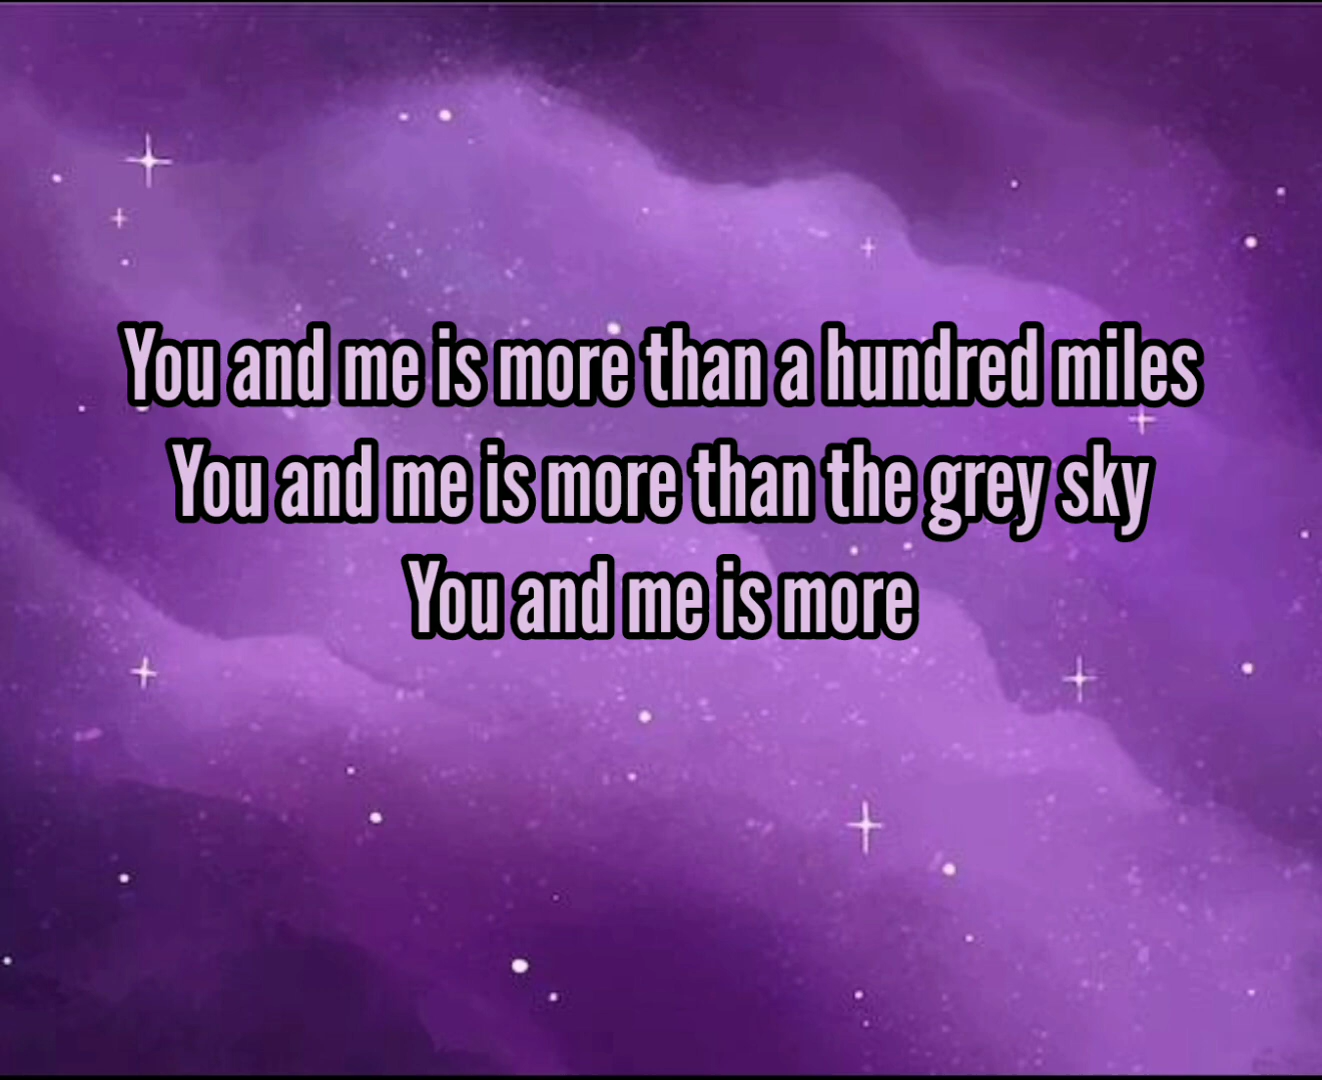 You and me is more than a hundred miles
You and me is more than the grey sky
You and me is more